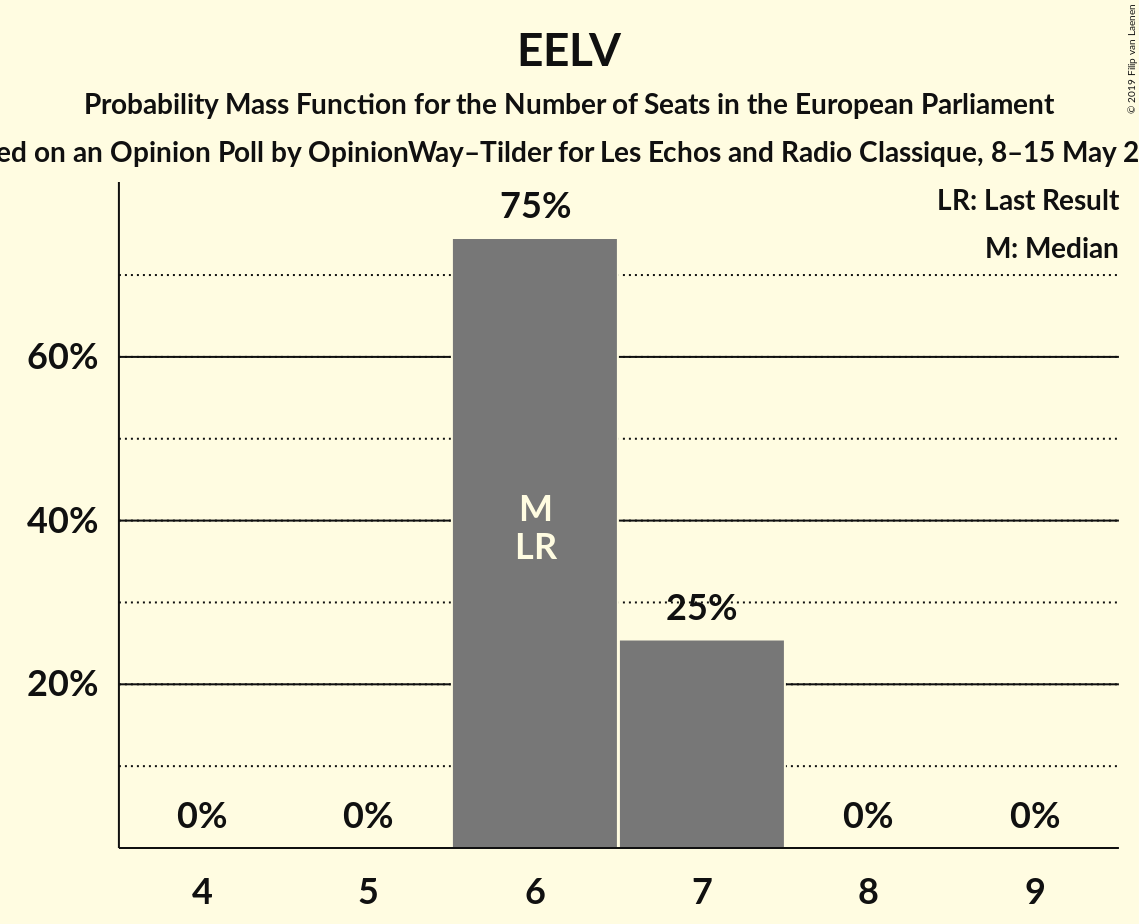 EELV
Probability Mass Function for the Number of Seats in the European Parliament
ed on an Opinion Poll by OpinionWay–Tilder for Les Echos and Radio Classique, 8–15 May 2
© 2019 Filip van Laenen
LR: Last Result
M: Median
75%
60%
40%
M
LR
25%
20%
0% 0% 0% 0%
4 5 6 7 8 9